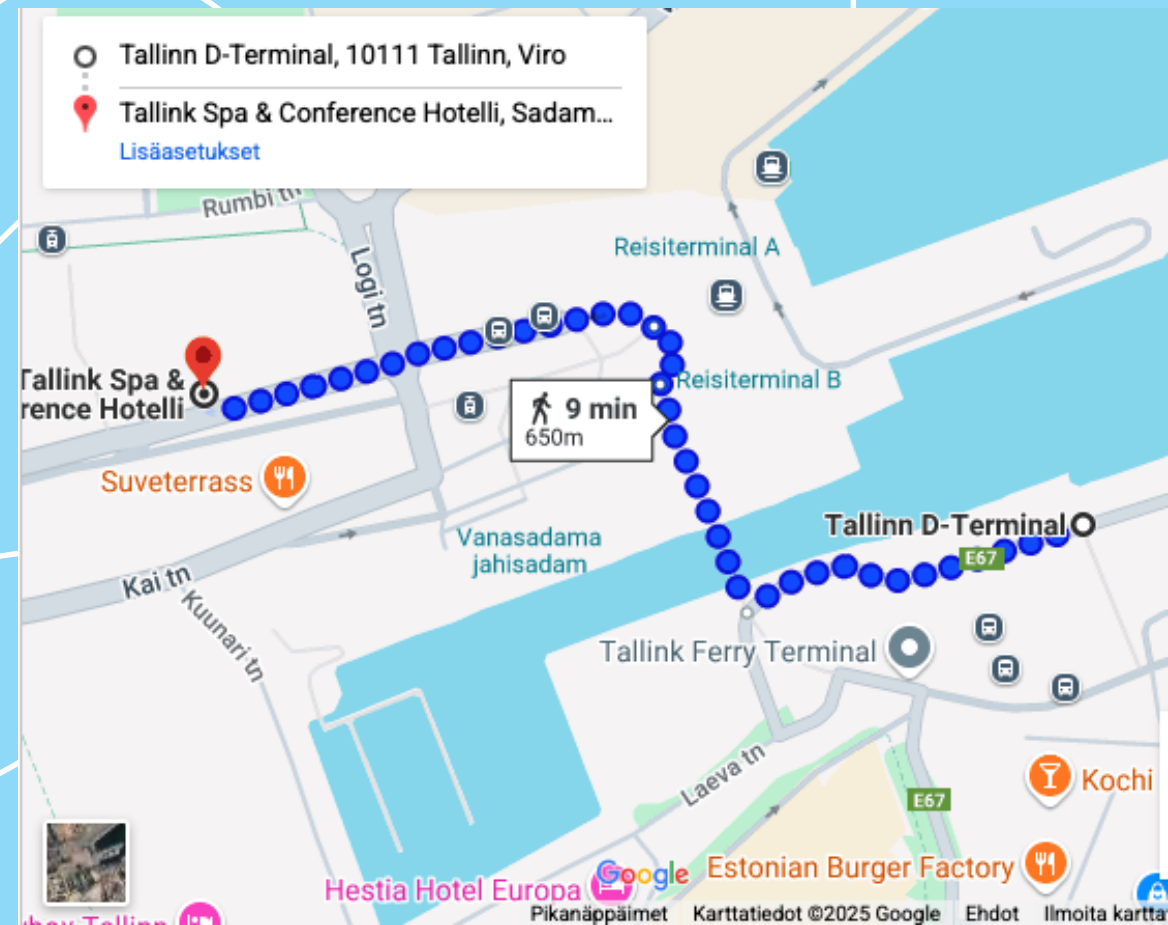 Tallinn D-Terminal, 10111 Tallinn, Viro
Tallink Spa & Conference Hotelli, Sadam...
Lisäasetukset
Rumbi tn
Logi tn
Reisiterminal A
Tallink Spa &
rence Hotelli
Reisiterminal B
9 min
650m
Suveterrass
Vanasadama
jahisadam
Tallinn D-Terminal
E67
Kai tn
Kuunari tn
Tallink Ferry Terminal
Laeva tn
E67
Kochi
Estonian Burger Factory
Hestia Hotel Europa
Google
Tallinn
Pikanäppäimet Karttatiedot ©2025 Google Ehdot Ilmoita